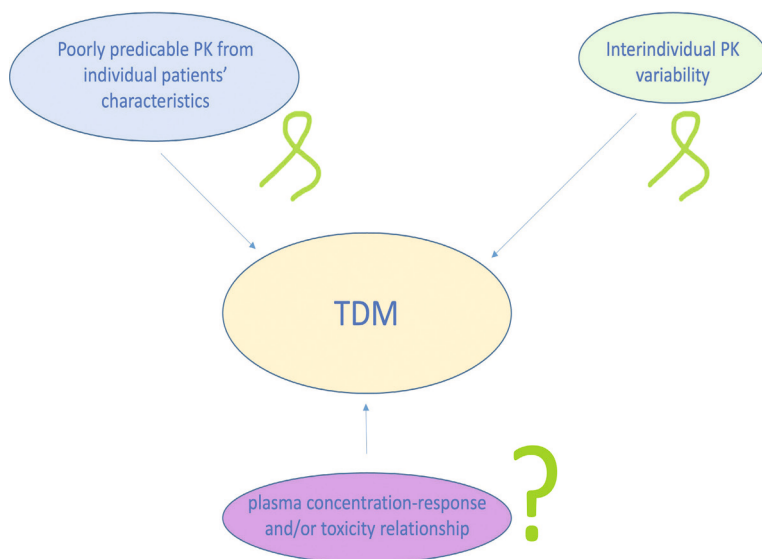 Poorly predicable PK from
individual patients'
characteristics
Interindividual PK
variability
TDM
plasma concentration-response
and/or toxicity relationship
?